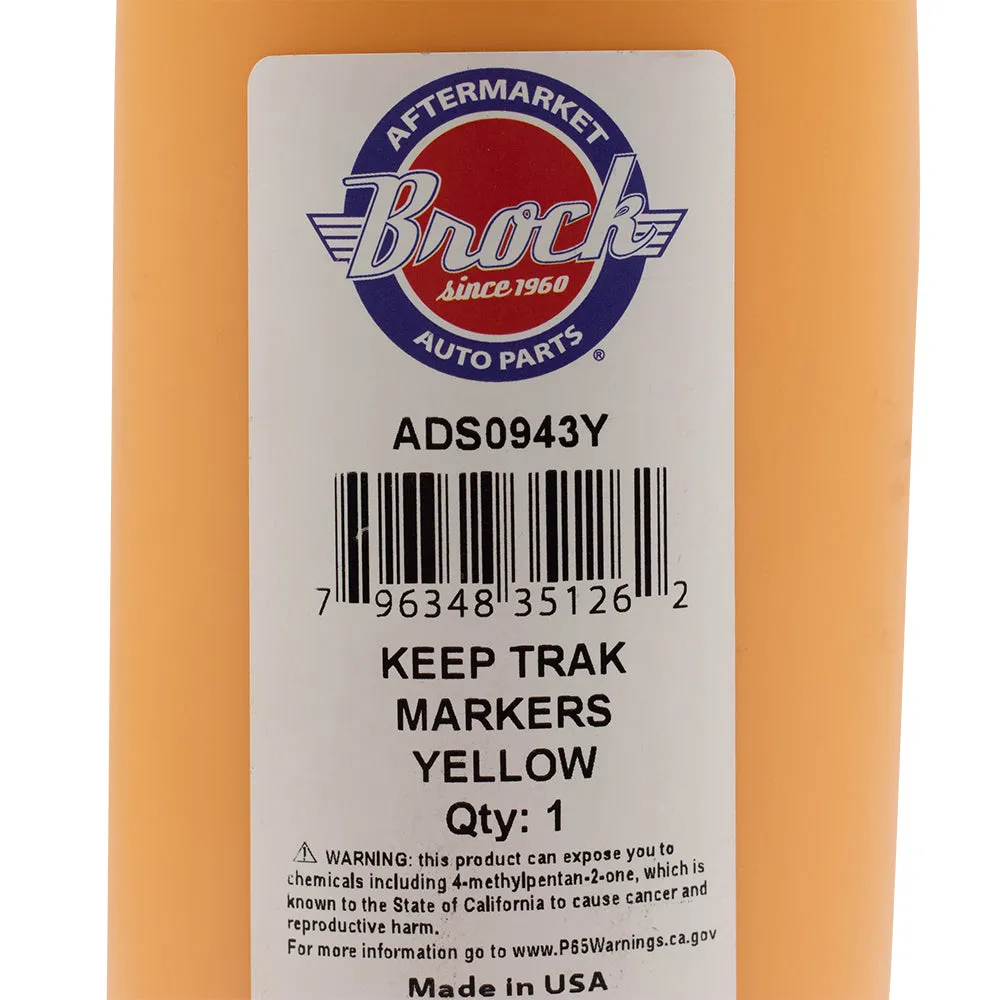 AFTERMARKET
Brock
since 1960
AUTO PARTS ®
ADS0943Y
7 96348 35126 2
KEEP TRAK
MARKERS
YELLOW
Qty: 1
⚠ WARNING: this product can expose you to
chemicals including 4-methylpentan-2-one, which is
known to the State of California to cause cancer and
reproductive harm.
For more information go to www.P65Warnings.ca.gov
Made in USA